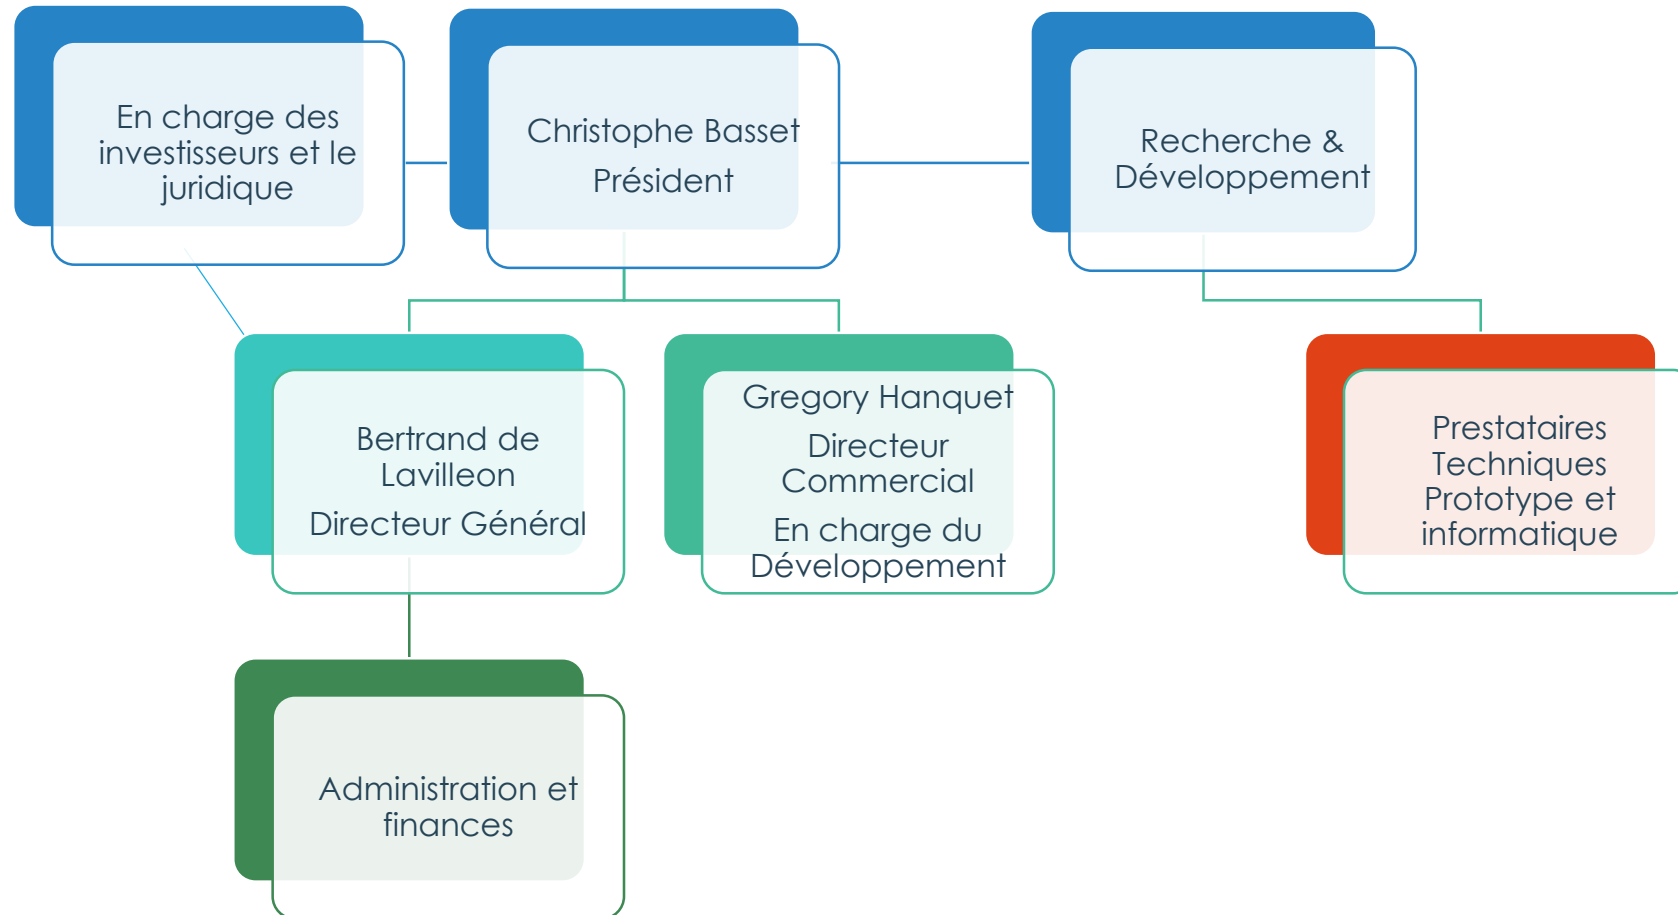 En charge des
investisseurs et le
juridique
Christophe Basset
Président
Recherche &
Développement
Bertrand de
Lavilleon
Directeur Général
Gregory Hanquet
Directeur
Commercial
En charge du
Développement
Prestataires
Techniques
Prototype et
informatique
Administration et
finances